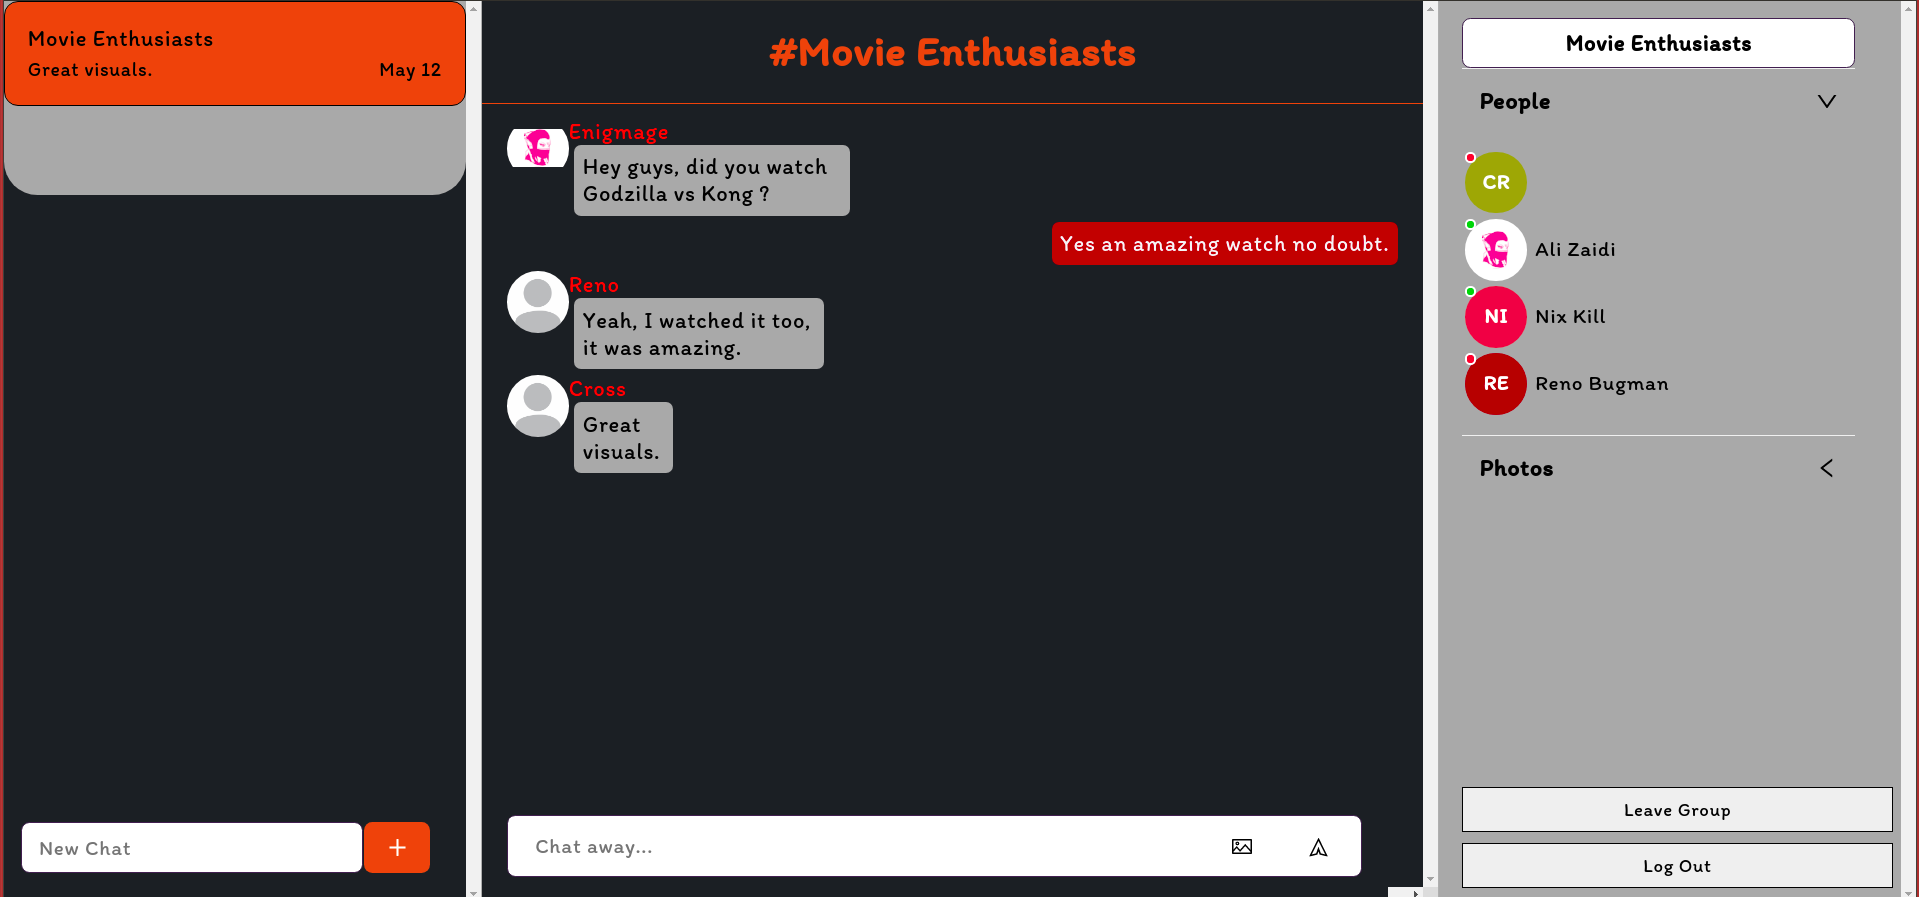 Movie Enthusiasts
Great visuals.
May 12
New Chat
+
#Movie Enthusiasts
Enigmage
Hey guys, did you watch
Godzilla vs Kong ?
Yes an amazing watch no doubt.
Reno
Yeah, I watched it too,
it was amazing.
Cross
Great
visuals.
Chat away...
Movie Enthusiasts
People
CR
Ali Zaidi
NI
Nix Kill
RE
Reno Bugman
Photos
Leave Group
Log Out